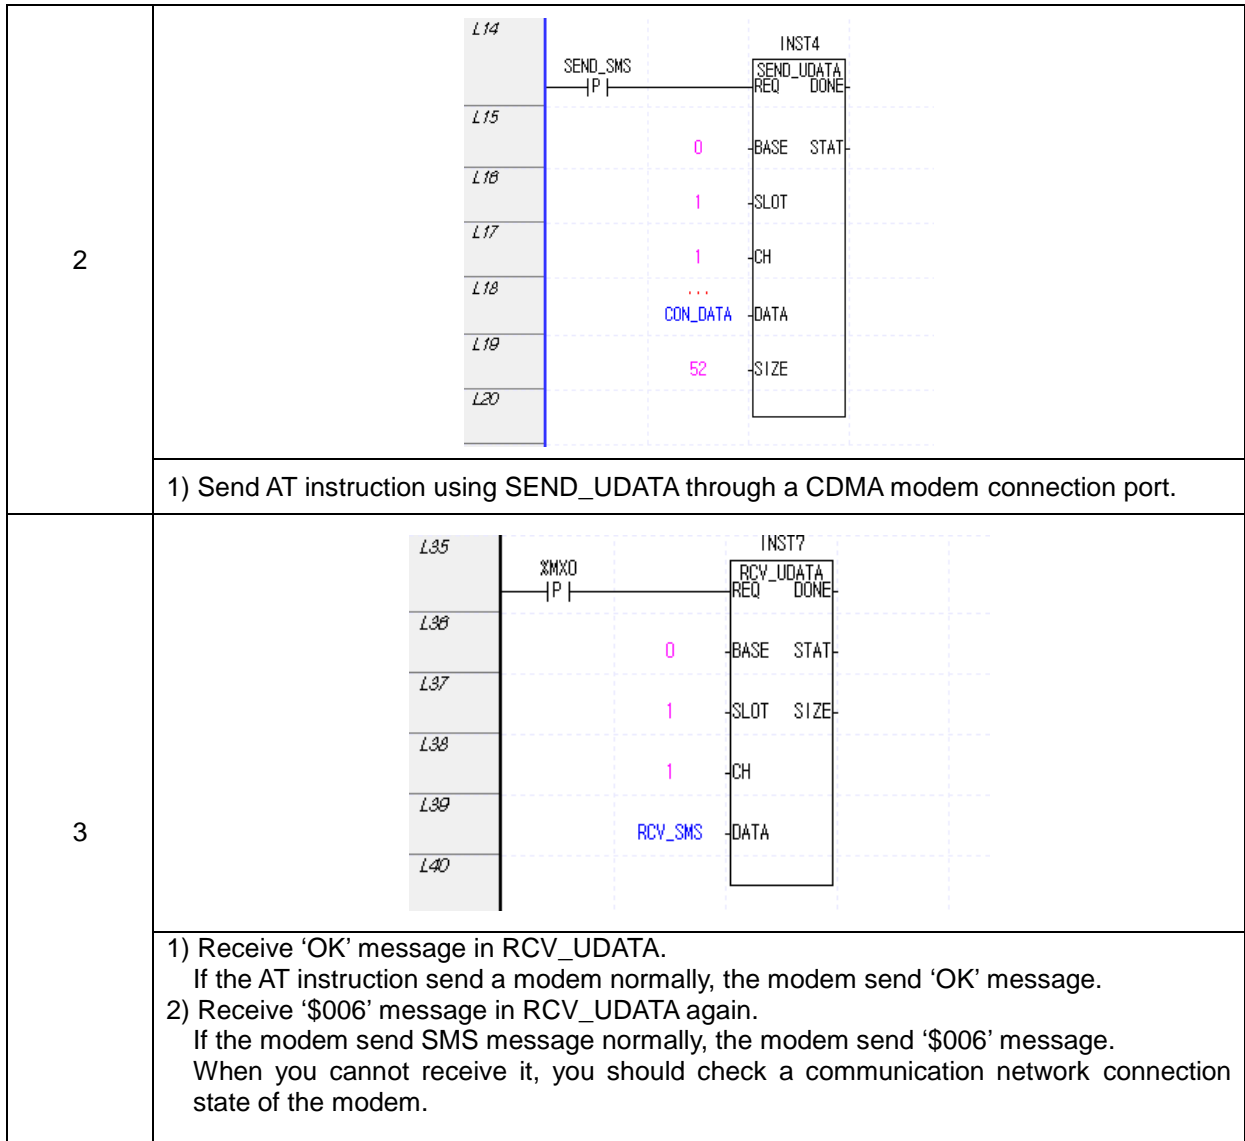 2
L14
INST4
SEND_SMS
SEND_UDATA
P
REQ DONE
L15
0 BASE STAT
L16
1 SLOT
L17
1 CH
L18
...
CON_DATA DATA
L19
52 SIZE
L20
1) Send AT instruction using SEND_UDATA through a CDMA modem connection port.
3
L35
INST7
%MX0
RCV_UDATA
P
REQ DONE
L36
0 BASE STAT
L37
1 SLOT SIZE
L38
1 CH
L39
RCV_SMS DATA
L40
1) Receive ‘OK’ message in RCV_UDATA.
If the AT instruction send a modem normally, the modem send ‘OK’ message.
2) Receive ‘$006’ message in RCV_UDATA again.
If the modem send SMS message normally, the modem send ‘$006’ message.
When you cannot receive it, you should check a communication network connection
state of the modem.